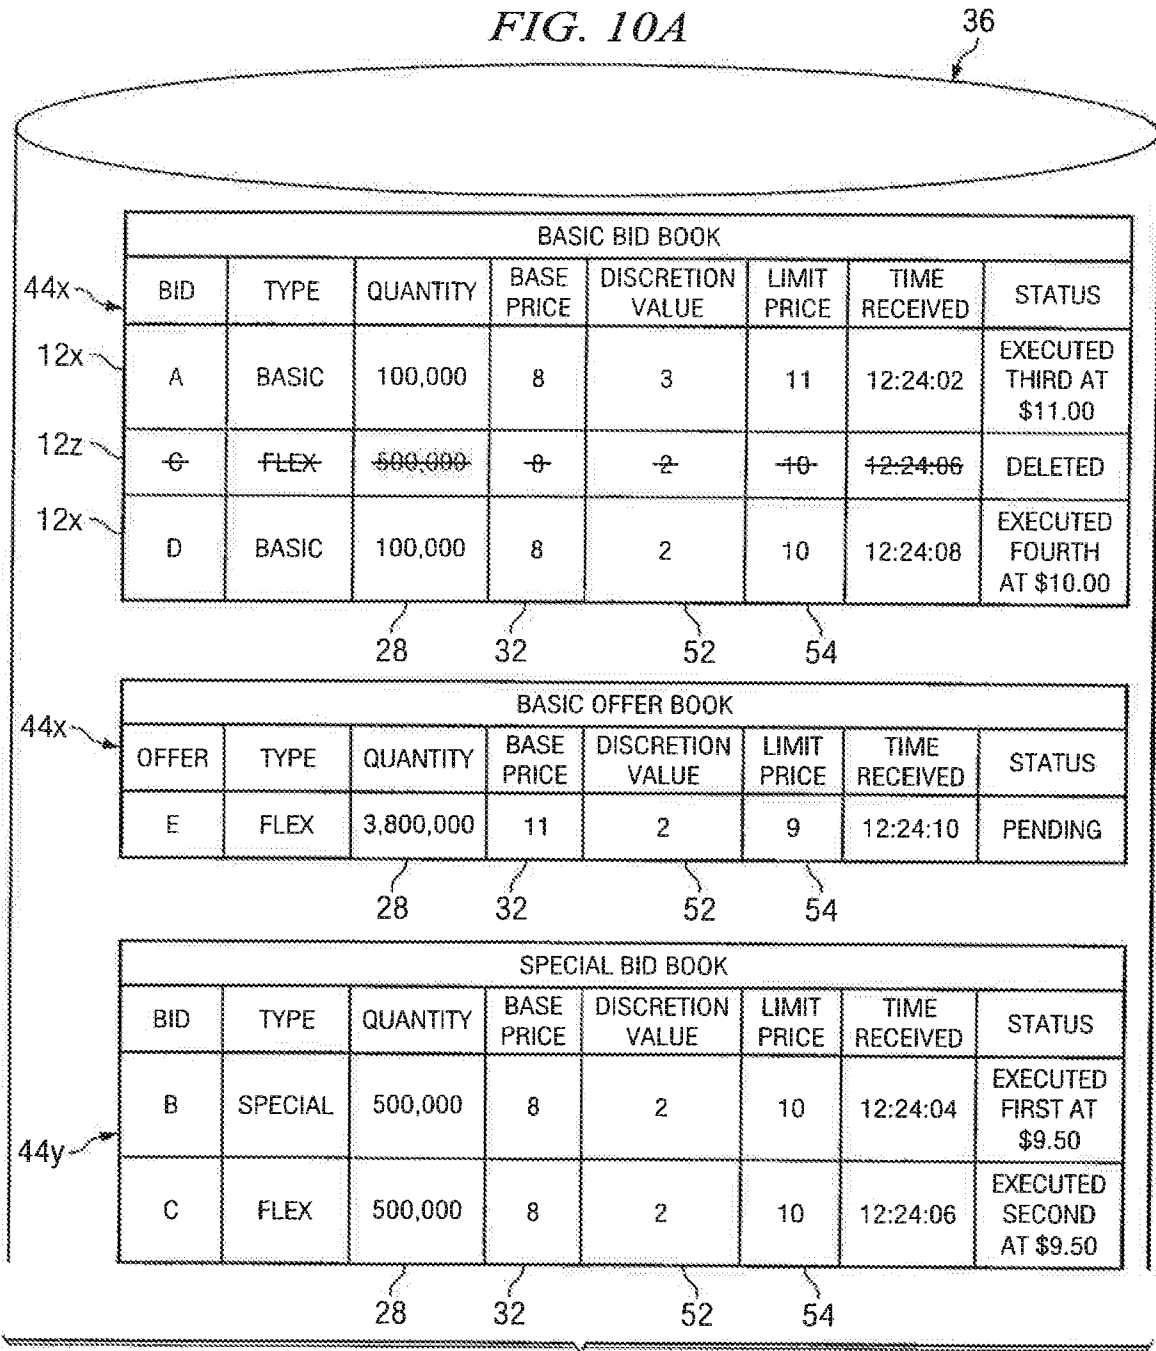 FIG. 10A
36
BASIC BID BOOK
44x
BID TYPE QUANTITY BASE PRICE DISCRETION VALUE LIMIT PRICE TIME RECEIVED STATUS
12x
A BASIC 100,000 8 3 11 12:24:02 EXECUTED THIRD AT $11.00
12z
C FLEX 500,000 8 2 10 12:24:06 DELETED
12x
D BASIC 100,000 8 2 10 12:24:08 EXECUTED FOURTH AT $10.00
28 32 52 54
BASIC OFFER BOOK
44x
OFFER TYPE QUANTITY BASE PRICE DISCRETION VALUE LIMIT PRICE TIME RECEIVED STATUS
E FLEX 3,800,000 11 2 9 12:24:10 PENDING
28 32 52 54
SPECIAL BID BOOK
BID TYPE QUANTITY BASE PRICE DISCRETION VALUE LIMIT PRICE TIME RECEIVED STATUS
B SPECIAL 500,000 8 2 10 12:24:04 EXECUTED FIRST AT $9.50
44y
C FLEX 500,000 8 2 10 12:24:06 EXECUTED SECOND AT $9.50
28 32 52 54